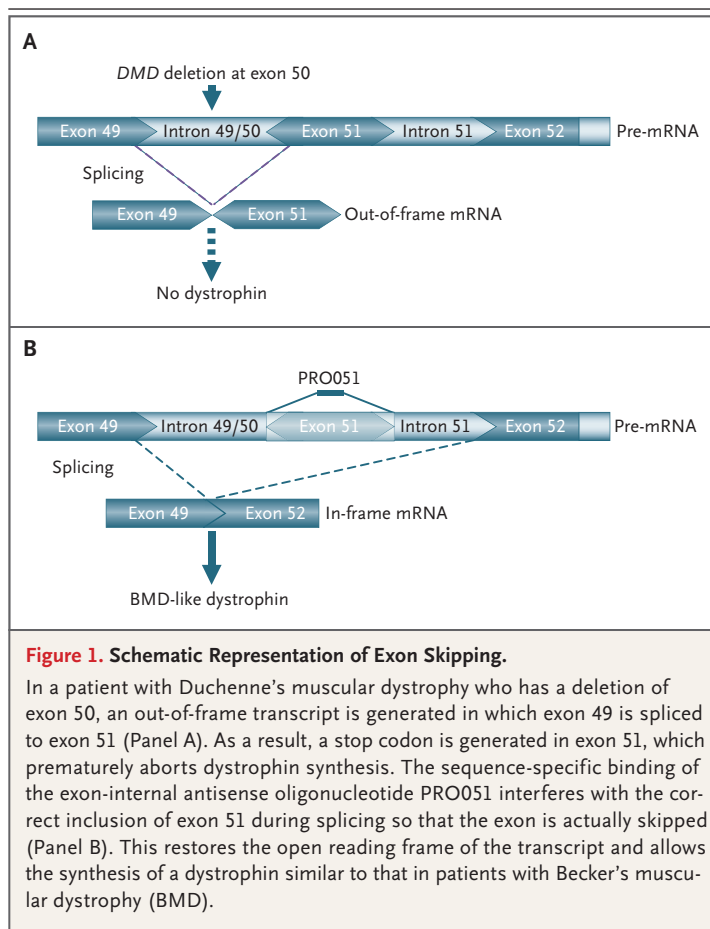 A
DMD deletion at exon 50
Exon 49 Intron 49/50 Exon 51 Intron 51 Exon 52 Pre-mRNA
Splicing
Exon 49 Exon 51 Out-of-frame mRNA
No dystrophin
B
PRO051
Exon 49 Intron 49/50 Exon 51 Intron 51 Exon 52 Pre-mRNA
Splicing
Exon 49 Exon 52 In-frame mRNA
BMD-like dystrophin
Figure 1. Schematic Representation of Exon Skipping.
In a patient with Duchenne’s muscular dystrophy who has a deletion of
exon 50, an out-of-frame transcript is generated in which exon 49 is spliced
to exon 51 (Panel A). As a result, a stop codon is generated in exon 51, which
prematurely aborts dystrophin synthesis. The sequence-specific binding of
the exon-internal antisense oligonucleotide PRO051 interferes with the cor-
rect inclusion of exon 51 during splicing so that the exon is actually skipped
(Panel B). This restores the open reading frame of the transcript and allows
the synthesis of a dystrophin similar to that in patients with Becker’s muscu-
lar dystrophy (BMD).